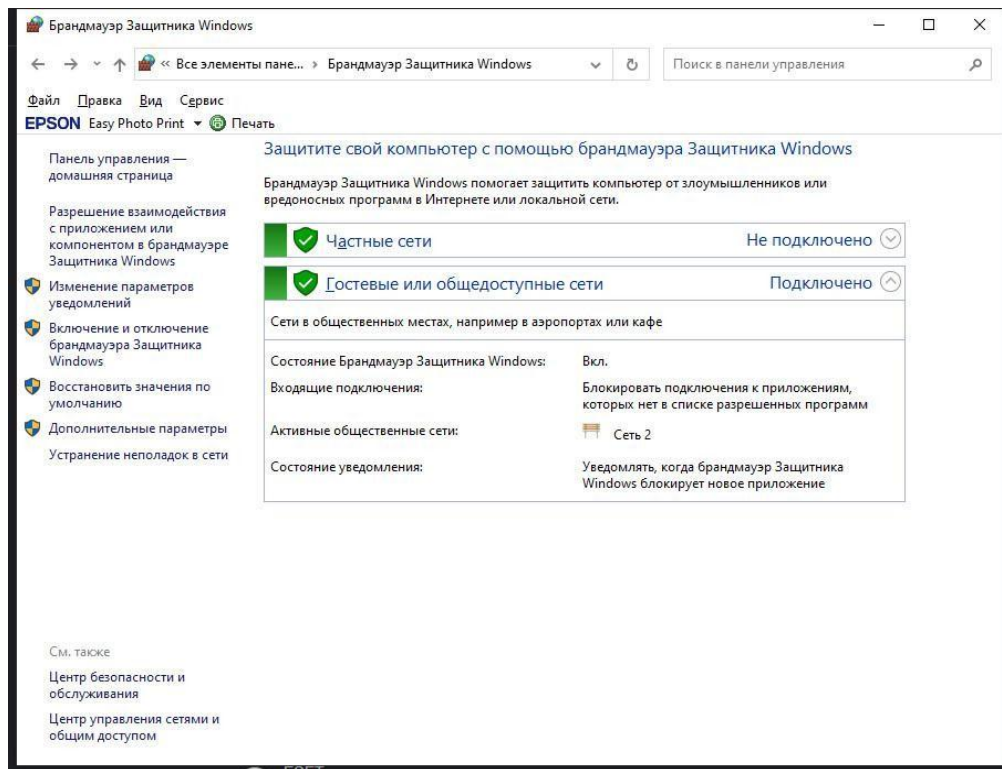 Брандмауэр Защитника Windows
« Все элементы пане... › Брандмауэр Защитника Windows
Поиск в панели управления
Файл Правка Вид Сервис
EPSON Easy Photo Print Печать
Панель управления —
домашняя страница
Разрешение взаимодействия
с приложением или
компонентом в брандмауэре
Защитника Windows
Изменение параметров
уведомлений
Включение и отключение
брандмауэра Защитника
Windows
Восстановить значения по
умолчанию
Дополнительные параметры
Устранение неполадок в сети
Защитите свой компьютер с помощью брандмауэра Защитника Windows
Брандмауэр Защитника Windows помогает защитить компьютер от злоумышленников или
вредоносных программ в Интернете или локальной сети.
Частные сети Не подключено
Гостевые или общедоступные сети Подключено
Сети в общественных местах, например в аэропортах или кафе
Состояние Брандмауэр Защитника Windows: Вкл.
Входящие подключения: Блокировать подключения к приложениям,
которых нет в списке разрешенных программ
Активные общественные сети: Сеть 2
Состояние уведомления: Уведомлять, когда брандмауэр Защитника
Windows блокирует новое приложение
См. также
Центр безопасности и
обслуживания
Центр управления сетями и
общим доступом